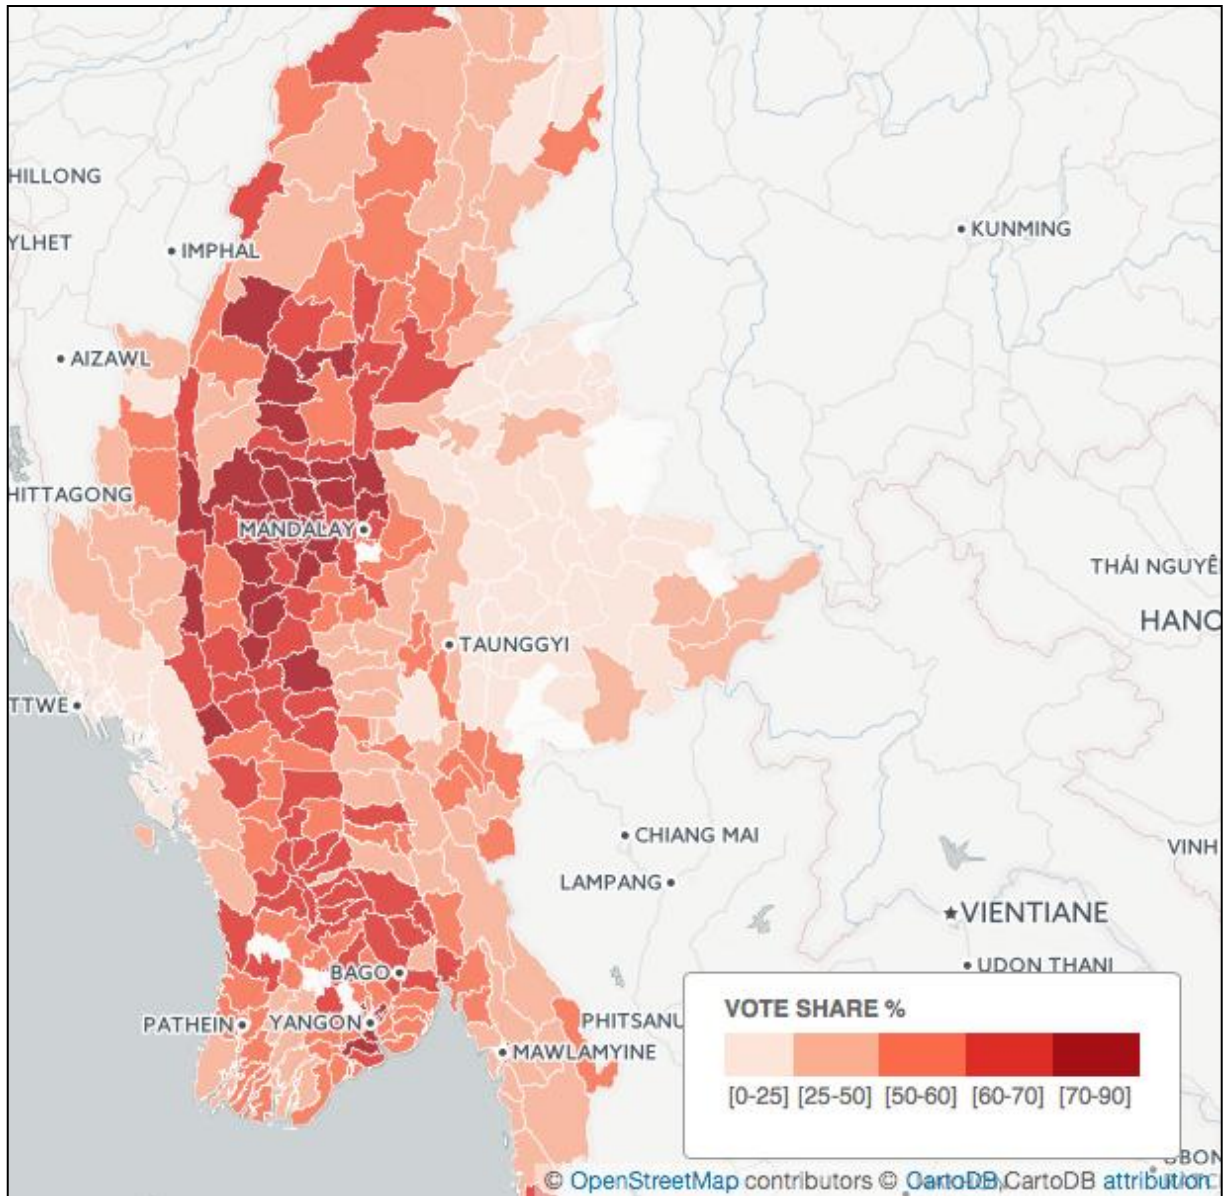 HILLONG
YLHET
IMPHAL
KUNMING
AIZAWL
HITTAGONG
MANDALAY
THÁI NGUYÊ
HANO
TAUNGGYI
TTWE
CHIANG MAI
VINH
LAMPANG
VIENTIANE
BAGO
UDON THANI
PATHEIN
YANGON
PHITSANU
MAWLAMYINE
VOTE SHARE %
[0-25] [25-50] [50-60] [60-70] [70-90]
UBON
© OpenStreetMap contributors © CartoDB,CartoDB attribution